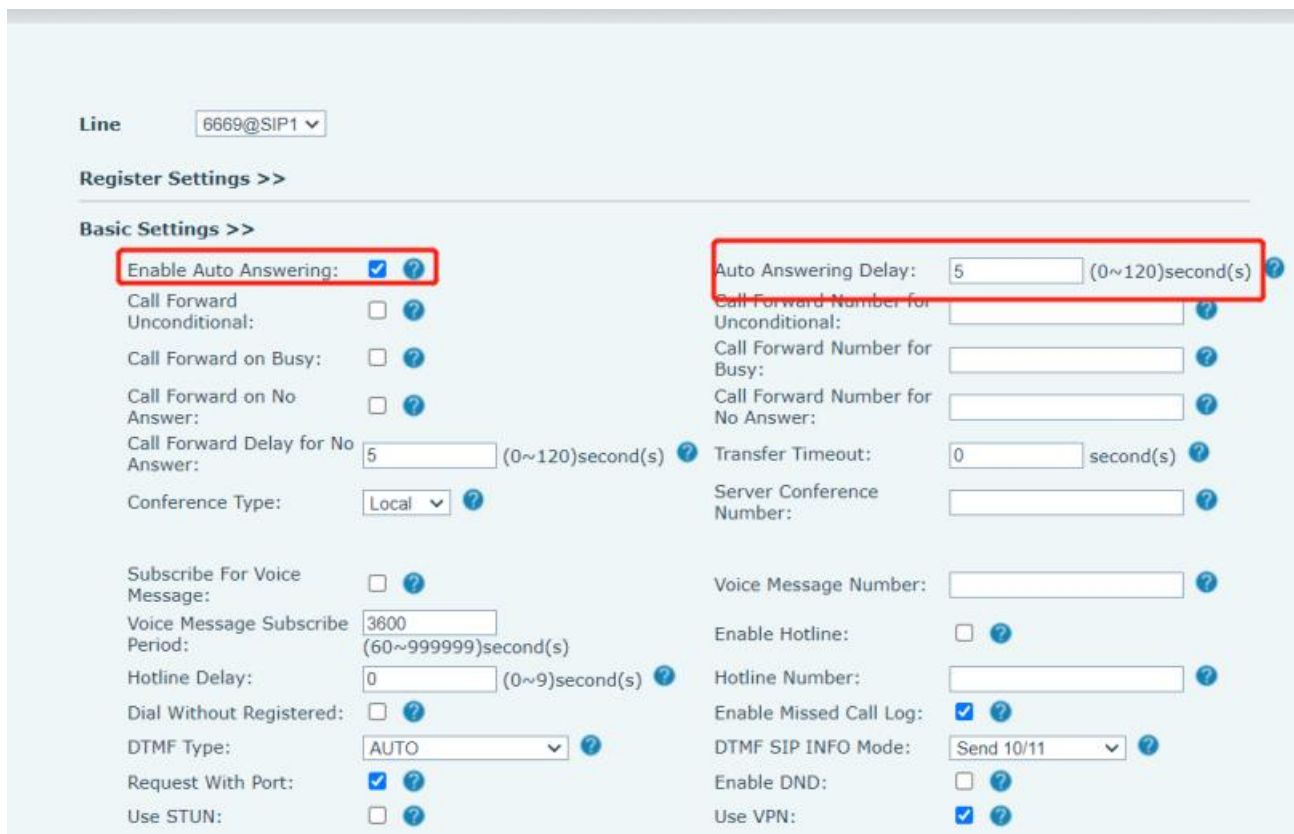 Line 6669@SIP1
Register Settings >>
Basic Settings >>
Enable Auto Answering: Auto Answering Delay: 5 (0~120)second(s)
Call Forward Unconditional: Call Forward Number for Unconditional:
Call Forward on Busy: Call Forward Number for Busy:
Call Forward on No Answer: Call Forward Number for No Answer:
Call Forward Delay for No Answer: 5 (0~120)second(s) Transfer Timeout: 0 second(s)
Conference Type: Local Server Conference Number:
Subscribe For Voice Message: Voice Message Number:
Voice Message Subscribe Period: 3600 (60~999999)second(s) Enable Hotline:
Hotline Delay: 0 (0~9)second(s) Hotline Number:
Dial Without Registered: Enable Missed Call Log:
DTMF Type: AUTO DTMF SIP INFO Mode: Send 10/11
Request With Port: Enable DND:
Use STUN: Use VPN: